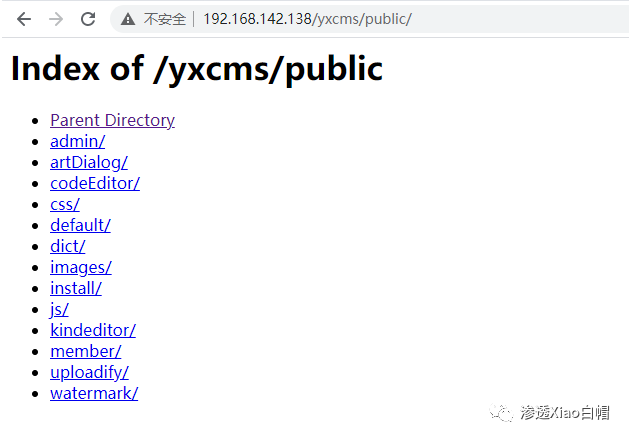 不安全 192.168.142.138/yxcms/public/
Index of /yxcms/public
Parent Directory
admin/
artDialog/
codeEditor/
css/
default/
dict/
images/
install/
js/
kindeditor/
member/
uploadify/
watermark/
渗透Xiao白帽